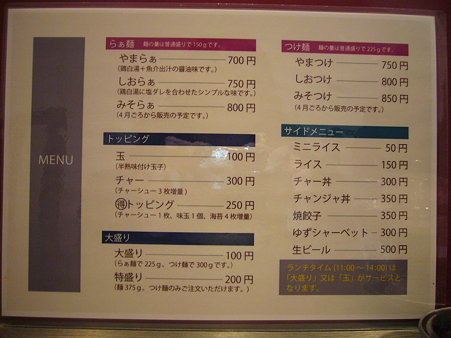 MENU
らぁ麺 麺の量は普通盛りで150gです。
やまらぁ 700円
(鶏白湯+魚介出汁の醤油味です。)
しおらぁ 750円
(鶏白湯に塩ダレを合わせたシンプルな味です。)
みそらぁ 800円
(4月ごろから販売の予定です。)
トッピング
玉 100円
(半熟味付け玉子)
チャー 300円
(チャーシュー3枚増量)
得トッピング 250円
(チャーシュー1枚、味玉1個、海苔4枚増量)
大盛り
大盛り 100円
(らぁ麺で225g、つけ麺で300gです。)
特盛り 200円
(麺375g、つけ麺のみご注文いただけます。)
つけ麺 麺の量は普通盛りで225gです。
やまつけ 750円
しおつけ 800円
みそつけ 850円
(4月ごろから販売の予定です。)
サイドメニュー
ミニライス 50円
ライス 150円
チャー丼 300円
チャンジャ丼 350円
焼餃子 350円
ゆずシャーベット 300円
生ビール 500円
ランチタイム(11:00~14:00)は
「大盛り」又は「玉」がサービスと
なります。